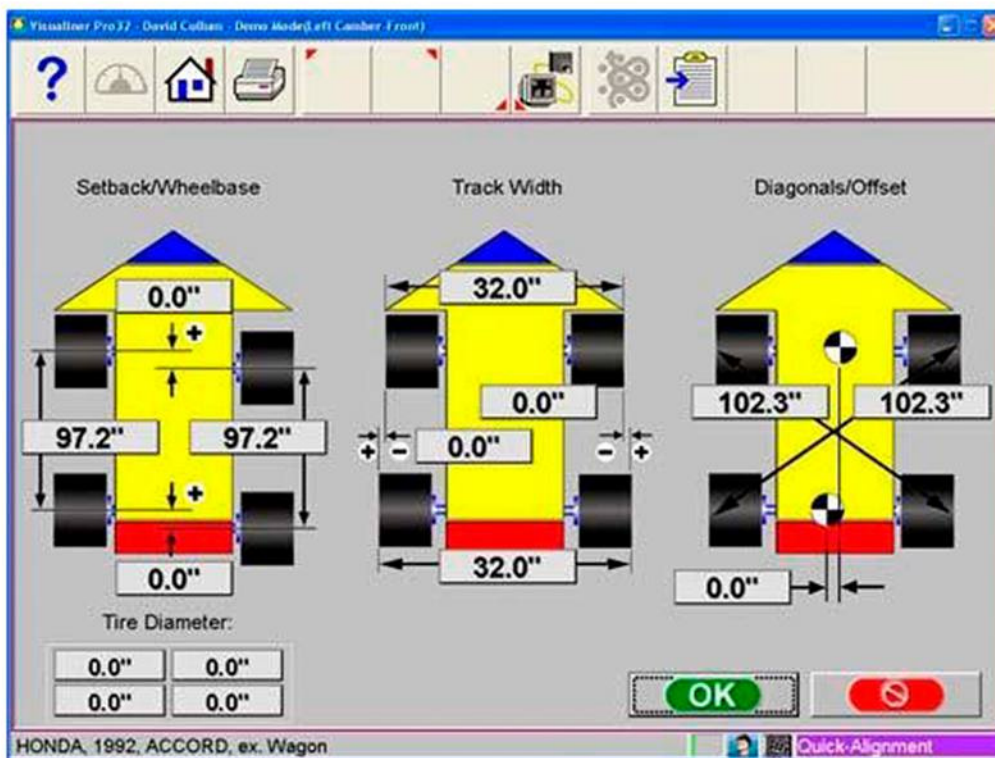 Visualiner Pro32 - David Cullum - Demo Mode(Left Camber-Front)
?
Setback/Wheelbase
Track Width
Diagonals/Offset
0.0"
32.0"
+
0.0"
102.3"
102.3"
97.2"
97.2"
+ -
0.0"
- +
+
0.0"
32.0"
0.0"
Tire Diameter:
0.0" 0.0"
0.0" 0.0"
OK
HONDA, 1992, ACCORD, ex. Wagon
Quick-Alignment